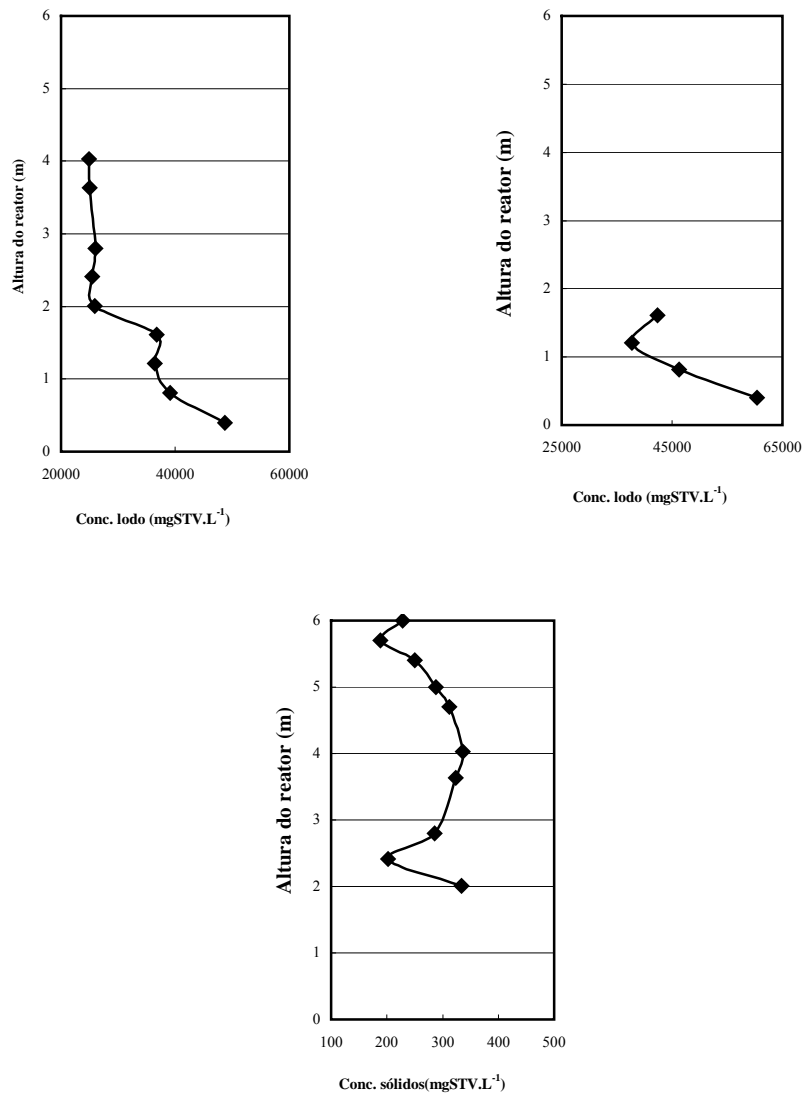 6
5
4
3
2
1
0
Altura do reator (m)
20000 40000 60000
Conc. lodo (mgSTV.L-1)
6
5
4
3
2
1
0
Altura do reator (m)
25000 45000 65000
Conc. lodo (mgSTV.L-1)
6
5
4
3
2
1
0
Altura do reator (m)
100 200 300 400 500
Conc. sólidos(mgSTV.L-1)